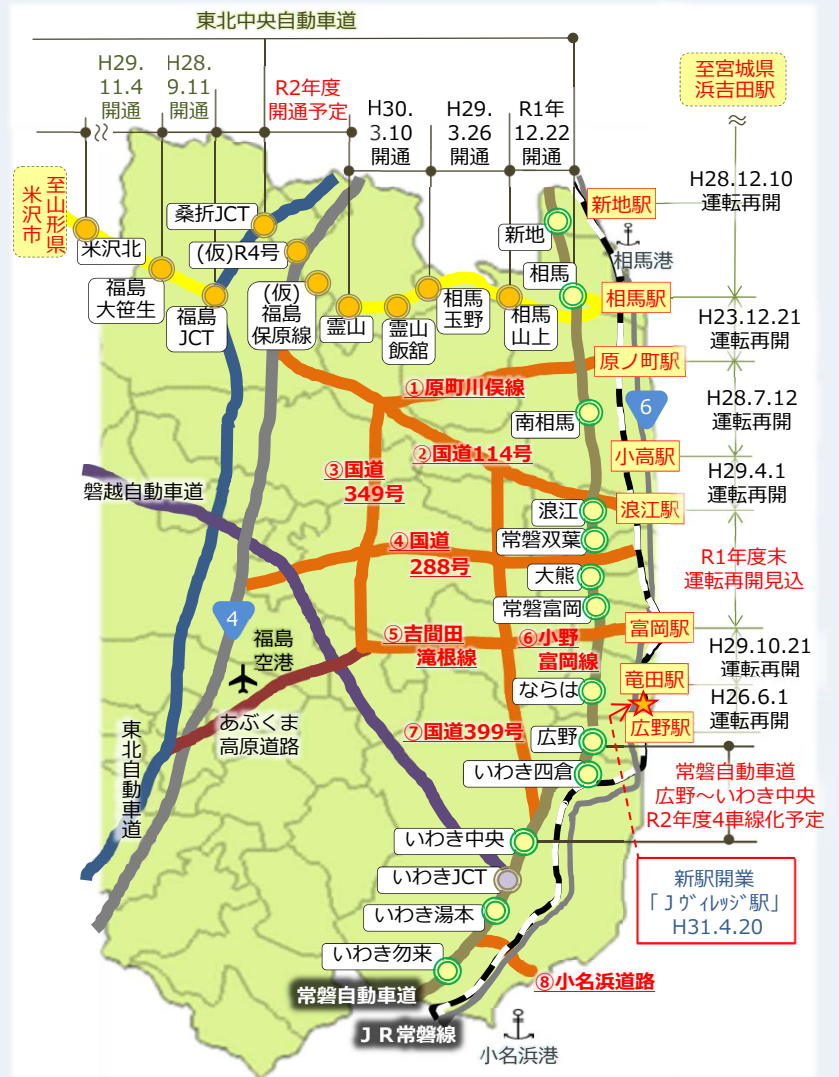 東北中央自動車道
H29.
11.4
開通
H28.
9.11
開通
R2年度
開通予定
H30.
3.10
開通
H29.
3.26
開通
R1年
12.22
開通
至宮城県
浜吉田駅
至山形県
米沢市
米沢北
福島
大笹生
福島
JCT
桑折JCT
(仮)R4号
(仮)
福島
保原線
霊山
霊山
飯舘
相馬
玉野
相馬
山上
新地
相馬
新地駅
相馬港
相馬駅
H28.12.10
運転再開
H23.12.21
運転再開
原ノ町駅
①原町川俣線
6
H28.7.12
運転再開
南相馬
②国道114号
小高駅
③国道
349号
H29.4.1
運転再開
磐越自動車道
浪江
浪江駅
常磐双葉
④国道
288号
R1年度末
運転再開見込
大熊
常磐富岡
4
福島
空港
⑤吉間田
滝根線
⑥小野
富岡線
富岡駅
H29.10.21
運転再開
竜田駅
ならは
H26.6.1
運転再開
広野駅
あぶくま
高原道路
⑦国道399号
広野
東北自動車道
いわき四倉
常磐自動車道
広野～いわき中央
R2年度4車線化予定
いわき中央
いわきJCT
新駅開業
「Jヴィレッジ駅」
H31.4.20
いわき湯本
いわき勿来
⑧小名浜道路
常磐自動車道
JR常磐線
小名浜港